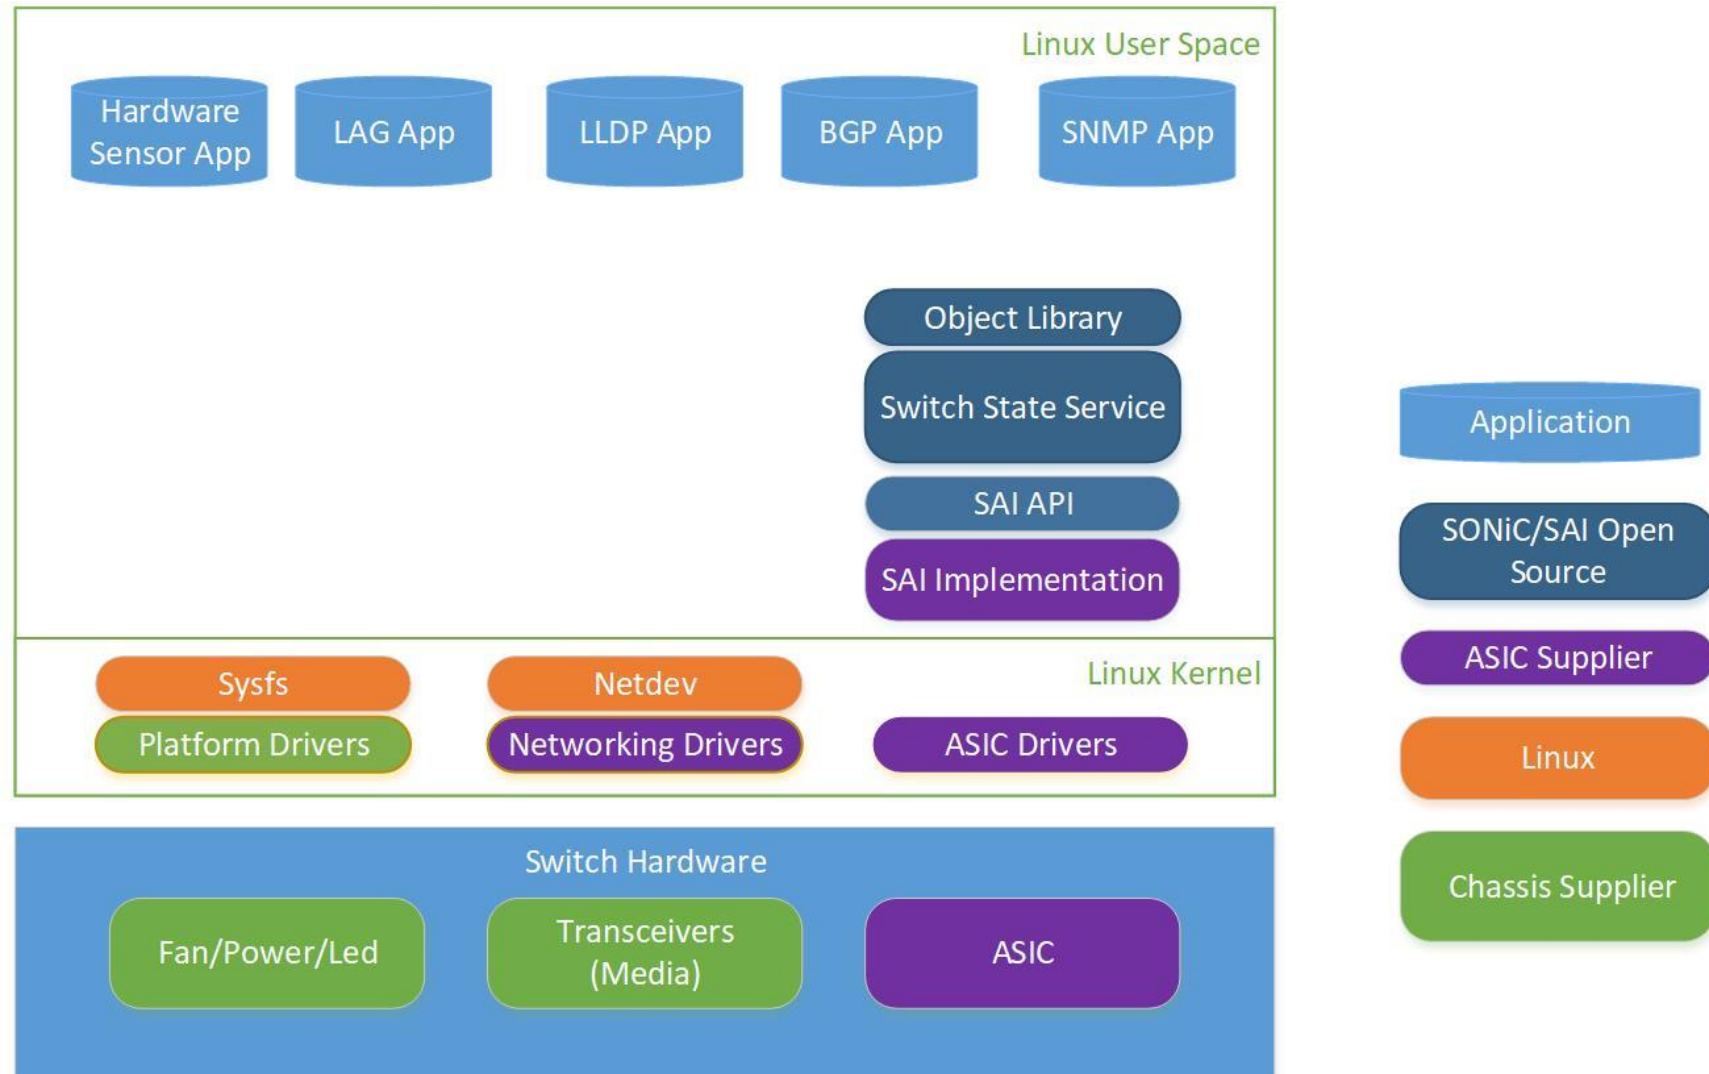 Linux User Space
Hardware
Sensor App
LAG App
LLDP App
BGP App
SNMP App
Object Library
Switch State Service
SAI API
SAI Implementation
Linux Kernel
Sysfs
Netdev
Platform Drivers
Networking Drivers
ASIC Drivers
Switch Hardware
Fan/Power/Led
Transceivers
(Media)
ASIC
Application
SONiC/SAI Open
Source
ASIC Supplier
Linux
Chassis Supplier